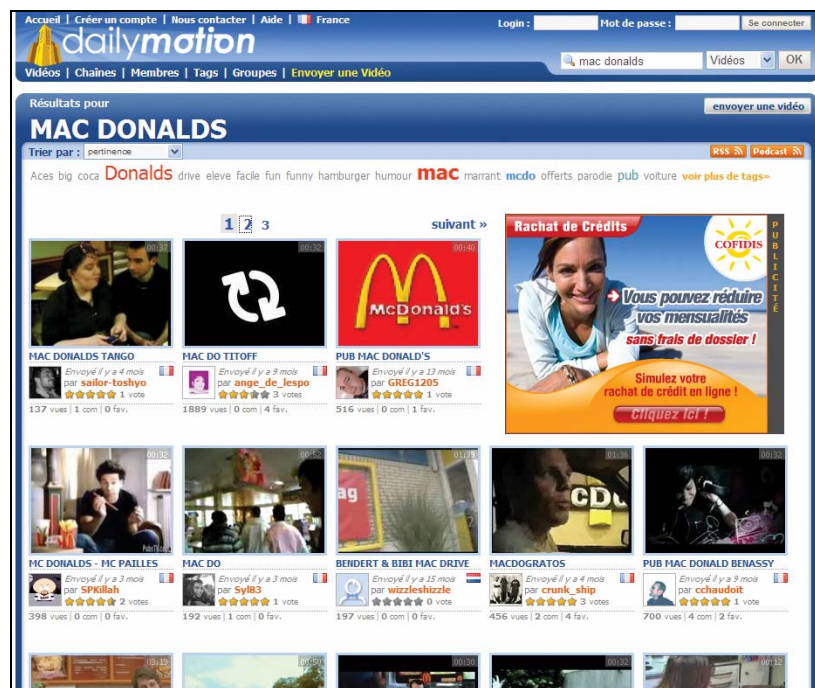 Accueil | Créer un compte | Nous contacter | Aide | France
Login :
Mot de passe :
Se connecter
dailymotion
mac donalds
Vidéos
OK
Vidéos | Chaînes | Membres | Tags | Groupes | Envoyer une Vidéo
Résultats pour
envoyer une vidéo
MAC DONALDS
Trier par : pertinence
RSS
Podcast
Aces big coca Donalds drive eleve facile fun funny hamburger humour mac marrant mcdo offerts parodie pub voiture voir plus de tags»
1 2 3
suivant »
00:37
00:32
00:40
McDonald's
MAC DONALDS TANGO
Envoyé il y a 4 mois
par sailor-toshyo
1 vote
137 vues | 1 com | 0 fav.
MAC DO TITOFF
Envoyé il y a 9 mois
par ange_de_lespo
3 votes
1889 vues | 0 com | 4 fav.
PUB MAC DONALD'S
Envoyé il y a 13 mois
par GREG1205
1 vote
516 vues | 0 com | 1 fav.
Rachat de Crédits
COFIDIS
PUBLICITÉ
Vous pouvez réduire
vos mensualités
sans frais de dossier !
Simulez votre
rachat de crédit en ligne !
Cliquez ici !
00:32
00:52
01:39
ag
01:36
CDO
00:32
MC DONALDS - MC PAILLES
Envoyé il y a 3 mois
par SPKillah
2 votes
398 vues | 0 com | 0 fav.
MAC DO
Envoyé il y a 3 mois
par Syl83
1 vote
192 vues | 1 com | 0 fav.
BENDERT & BIBI MAC DRIVE
Envoyé il y a 15 mois
par wizzleshizzle
0 vote
197 vues | 0 com | 0 fav.
MACDOGRATOS
Envoyé il y a 4 mois
par crunk_ship
3 votes
456 vues | 2 com | 4 fav.
PUB MAC DONALD BENASSY
Envoyé il y a 9 mois
par cchaudoit
1 vote
700 vues | 4 com | 2 fav.
03:13
00:50
00:30
00:32
00:12